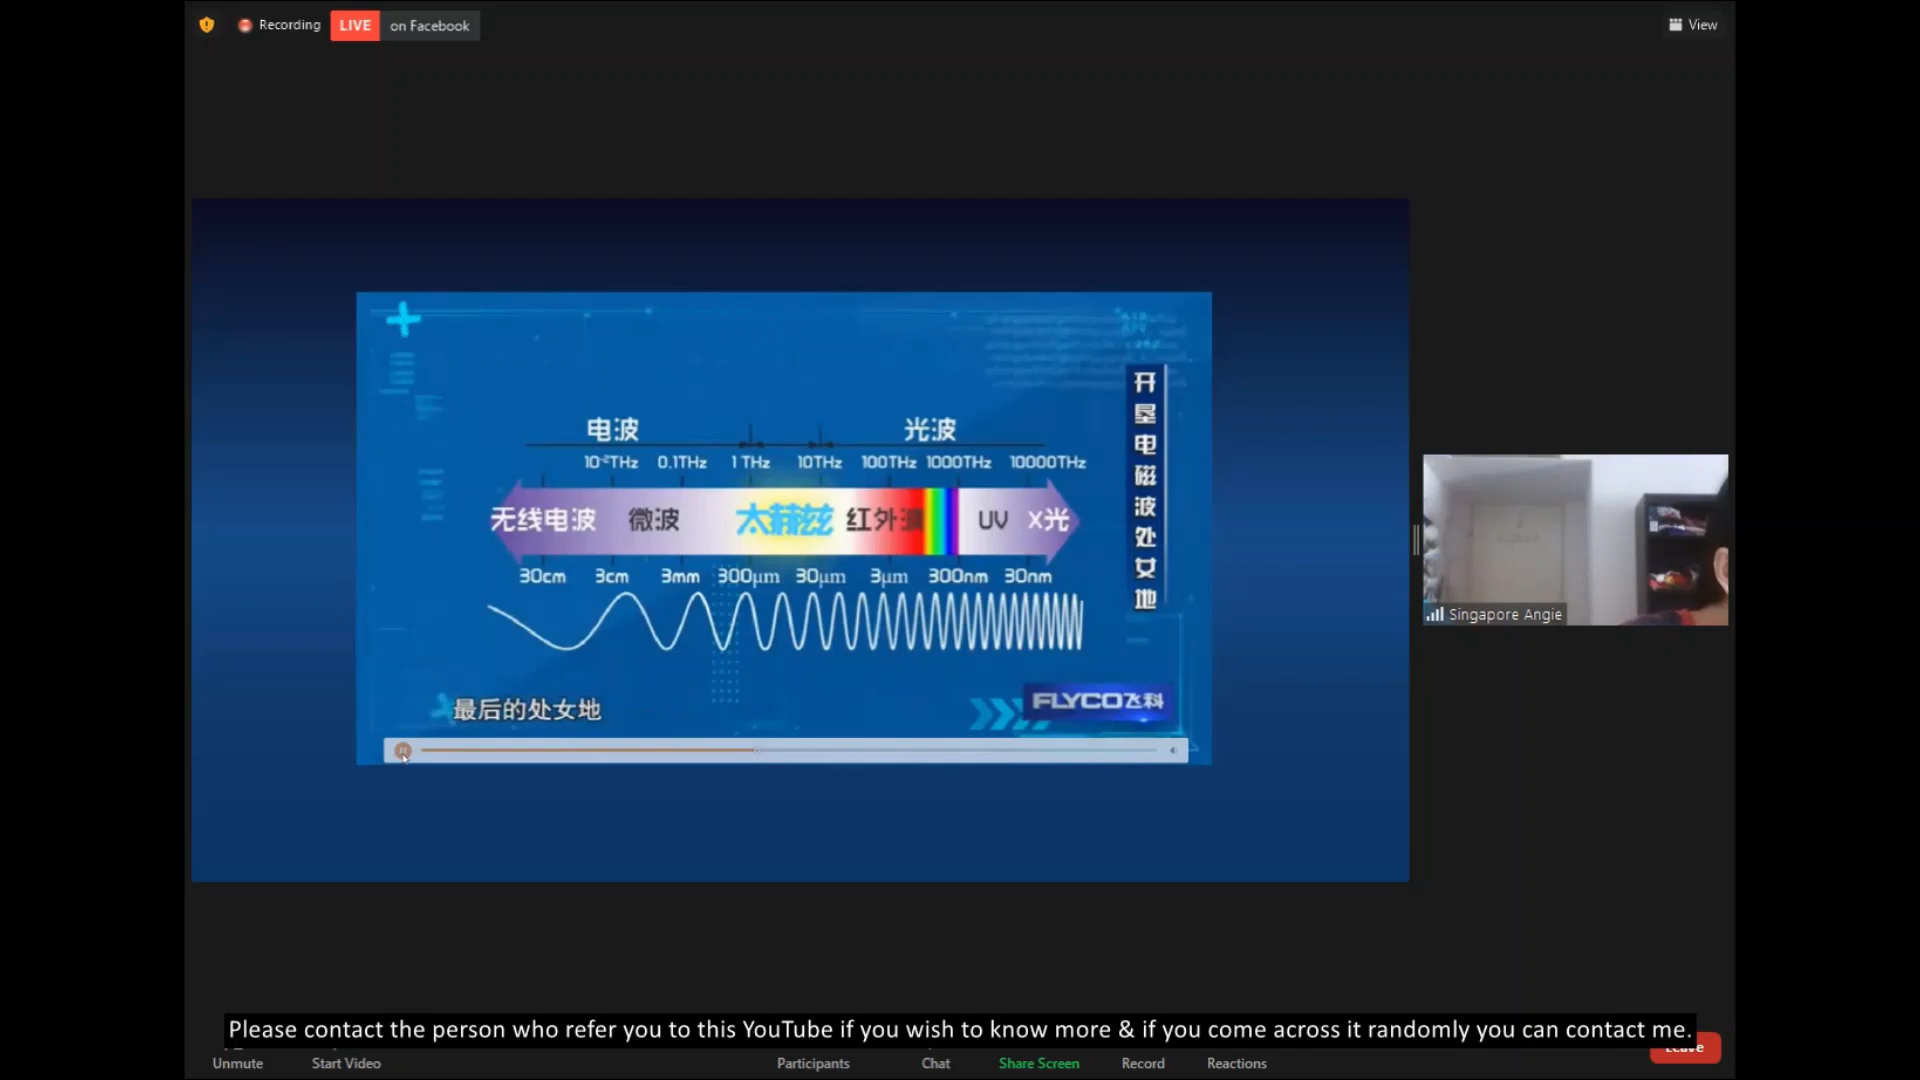 Recording LIVE on Facebook
View
电波 光波
10⁻²THz 0.1THz 1THz 10THz 100THz 1000THz 10000THz
无线电波 微波 太赫兹 红外 UV X光
30cm 3cm 3mm 300μm 30μm 3μm 300nm 30nm
开垦电磁波处女地
最后的处女地
FLYCO飞科
Singapore Angie
Please contact the person who refer you to this YouTube if you wish to know more & if you come across it randomly you can contact me.
Leave
Unmute Start Video Participants Chat Share Screen Record Reactions